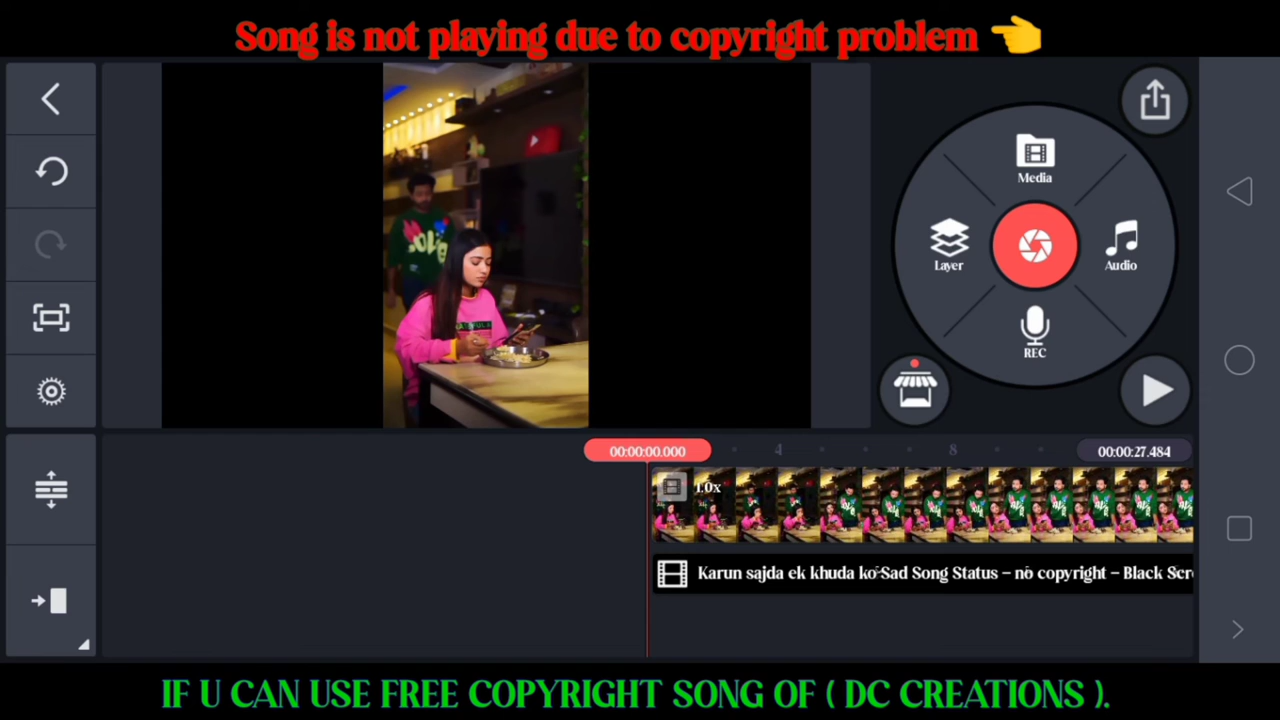 Song is not playing due to copyright problem 👈
Media
Layer
Audio
REC
00:00:00.000
4
8
00:00:27.484
1.0x
Karun sajda ek khuda ko Sad Song Status – no copyright – Black Scre
IF U CAN USE FREE COPYRIGHT SONG OF ( DC CREATIONS ).